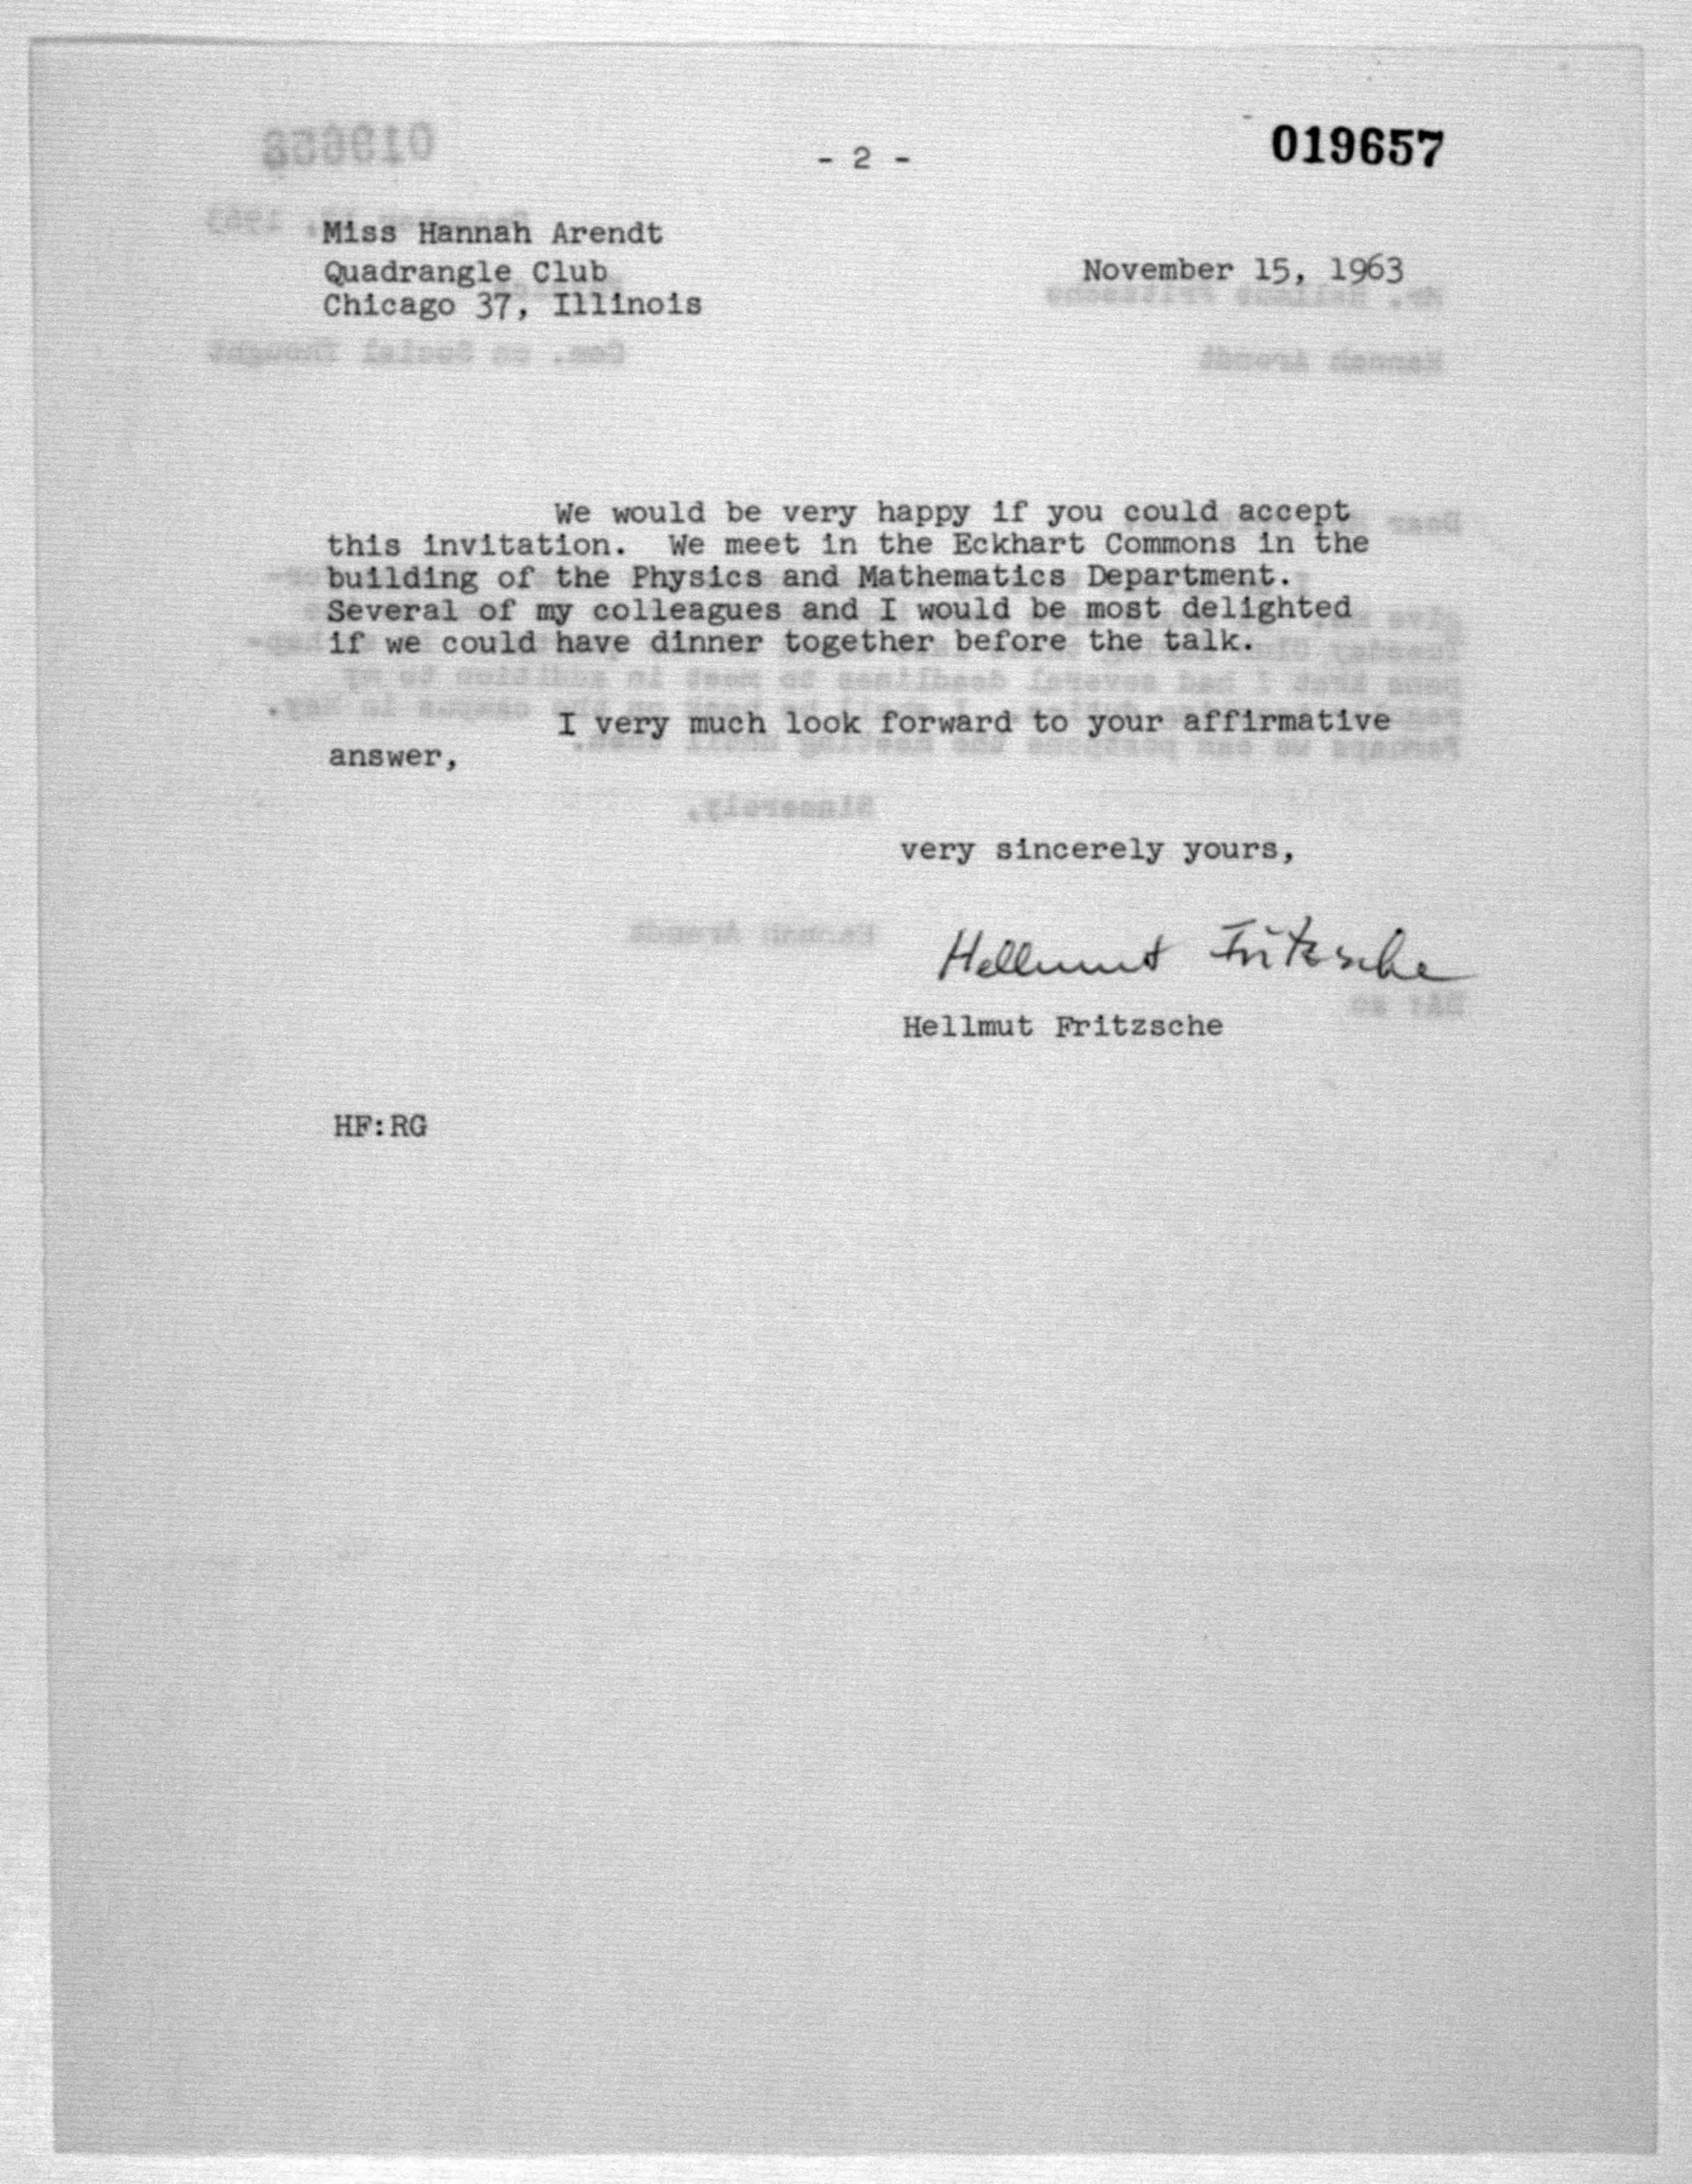 019657
- 2 -
Miss Hannah Arendt
Quadrangle Club
Chicago 37, Illinois
November 15, 1963
We would be very happy if you could accept
this invitation. We meet in the Eckhart Commons in the
building of the Physics and Mathematics Department.
Several of my colleagues and I would be most delighted
if we could have dinner together before the talk.
I very much look forward to your affirmative
answer,
very sincerely yours,
Hellmut Fritzsche
Hellmut Fritzsche
HF:RG